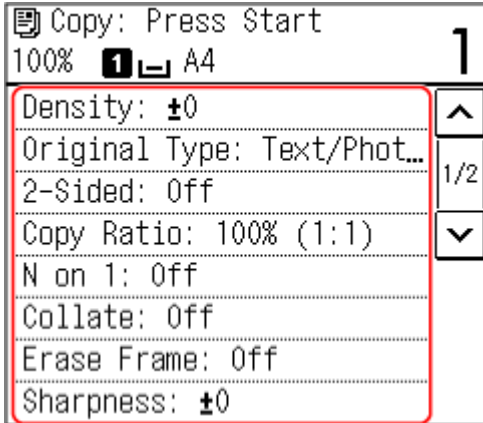 Copy: Press Start
1
100% 1 A4
Density: ±0
Original Type: Text/Phot…
1/2
2-Sided: Off
Copy Ratio: 100% (1:1)
N on 1: Off
Collate: Off
Erase Frame: Off
Sharpness: ±0